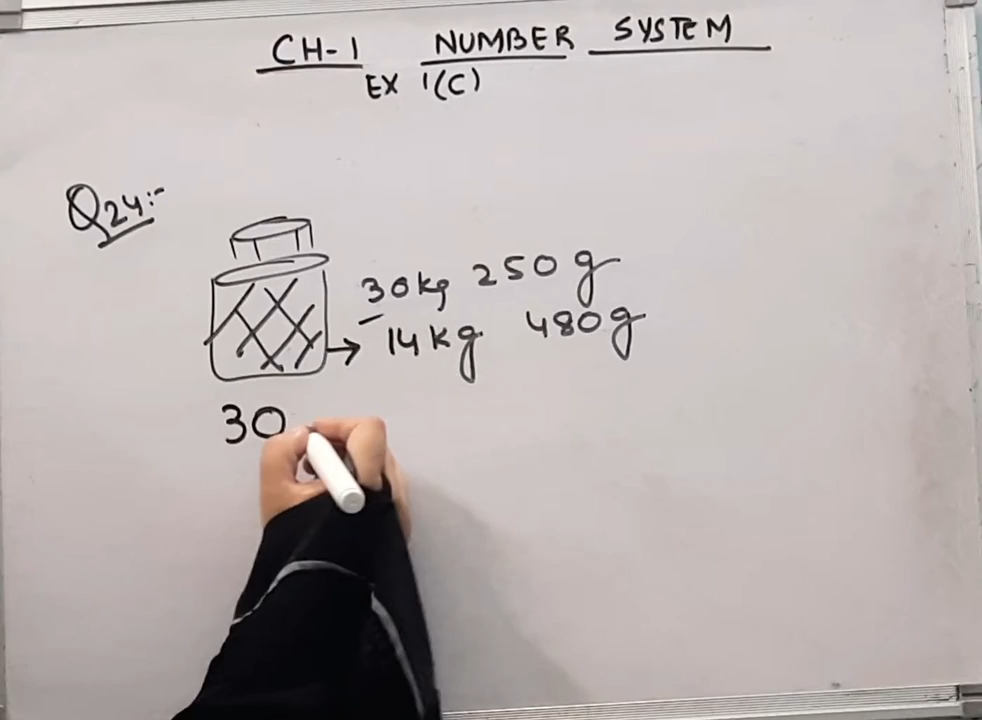 CH-1 NUMBER SYSTEM
EX 1(C)
Q24:-
30kg 250g
14kg 480g
30